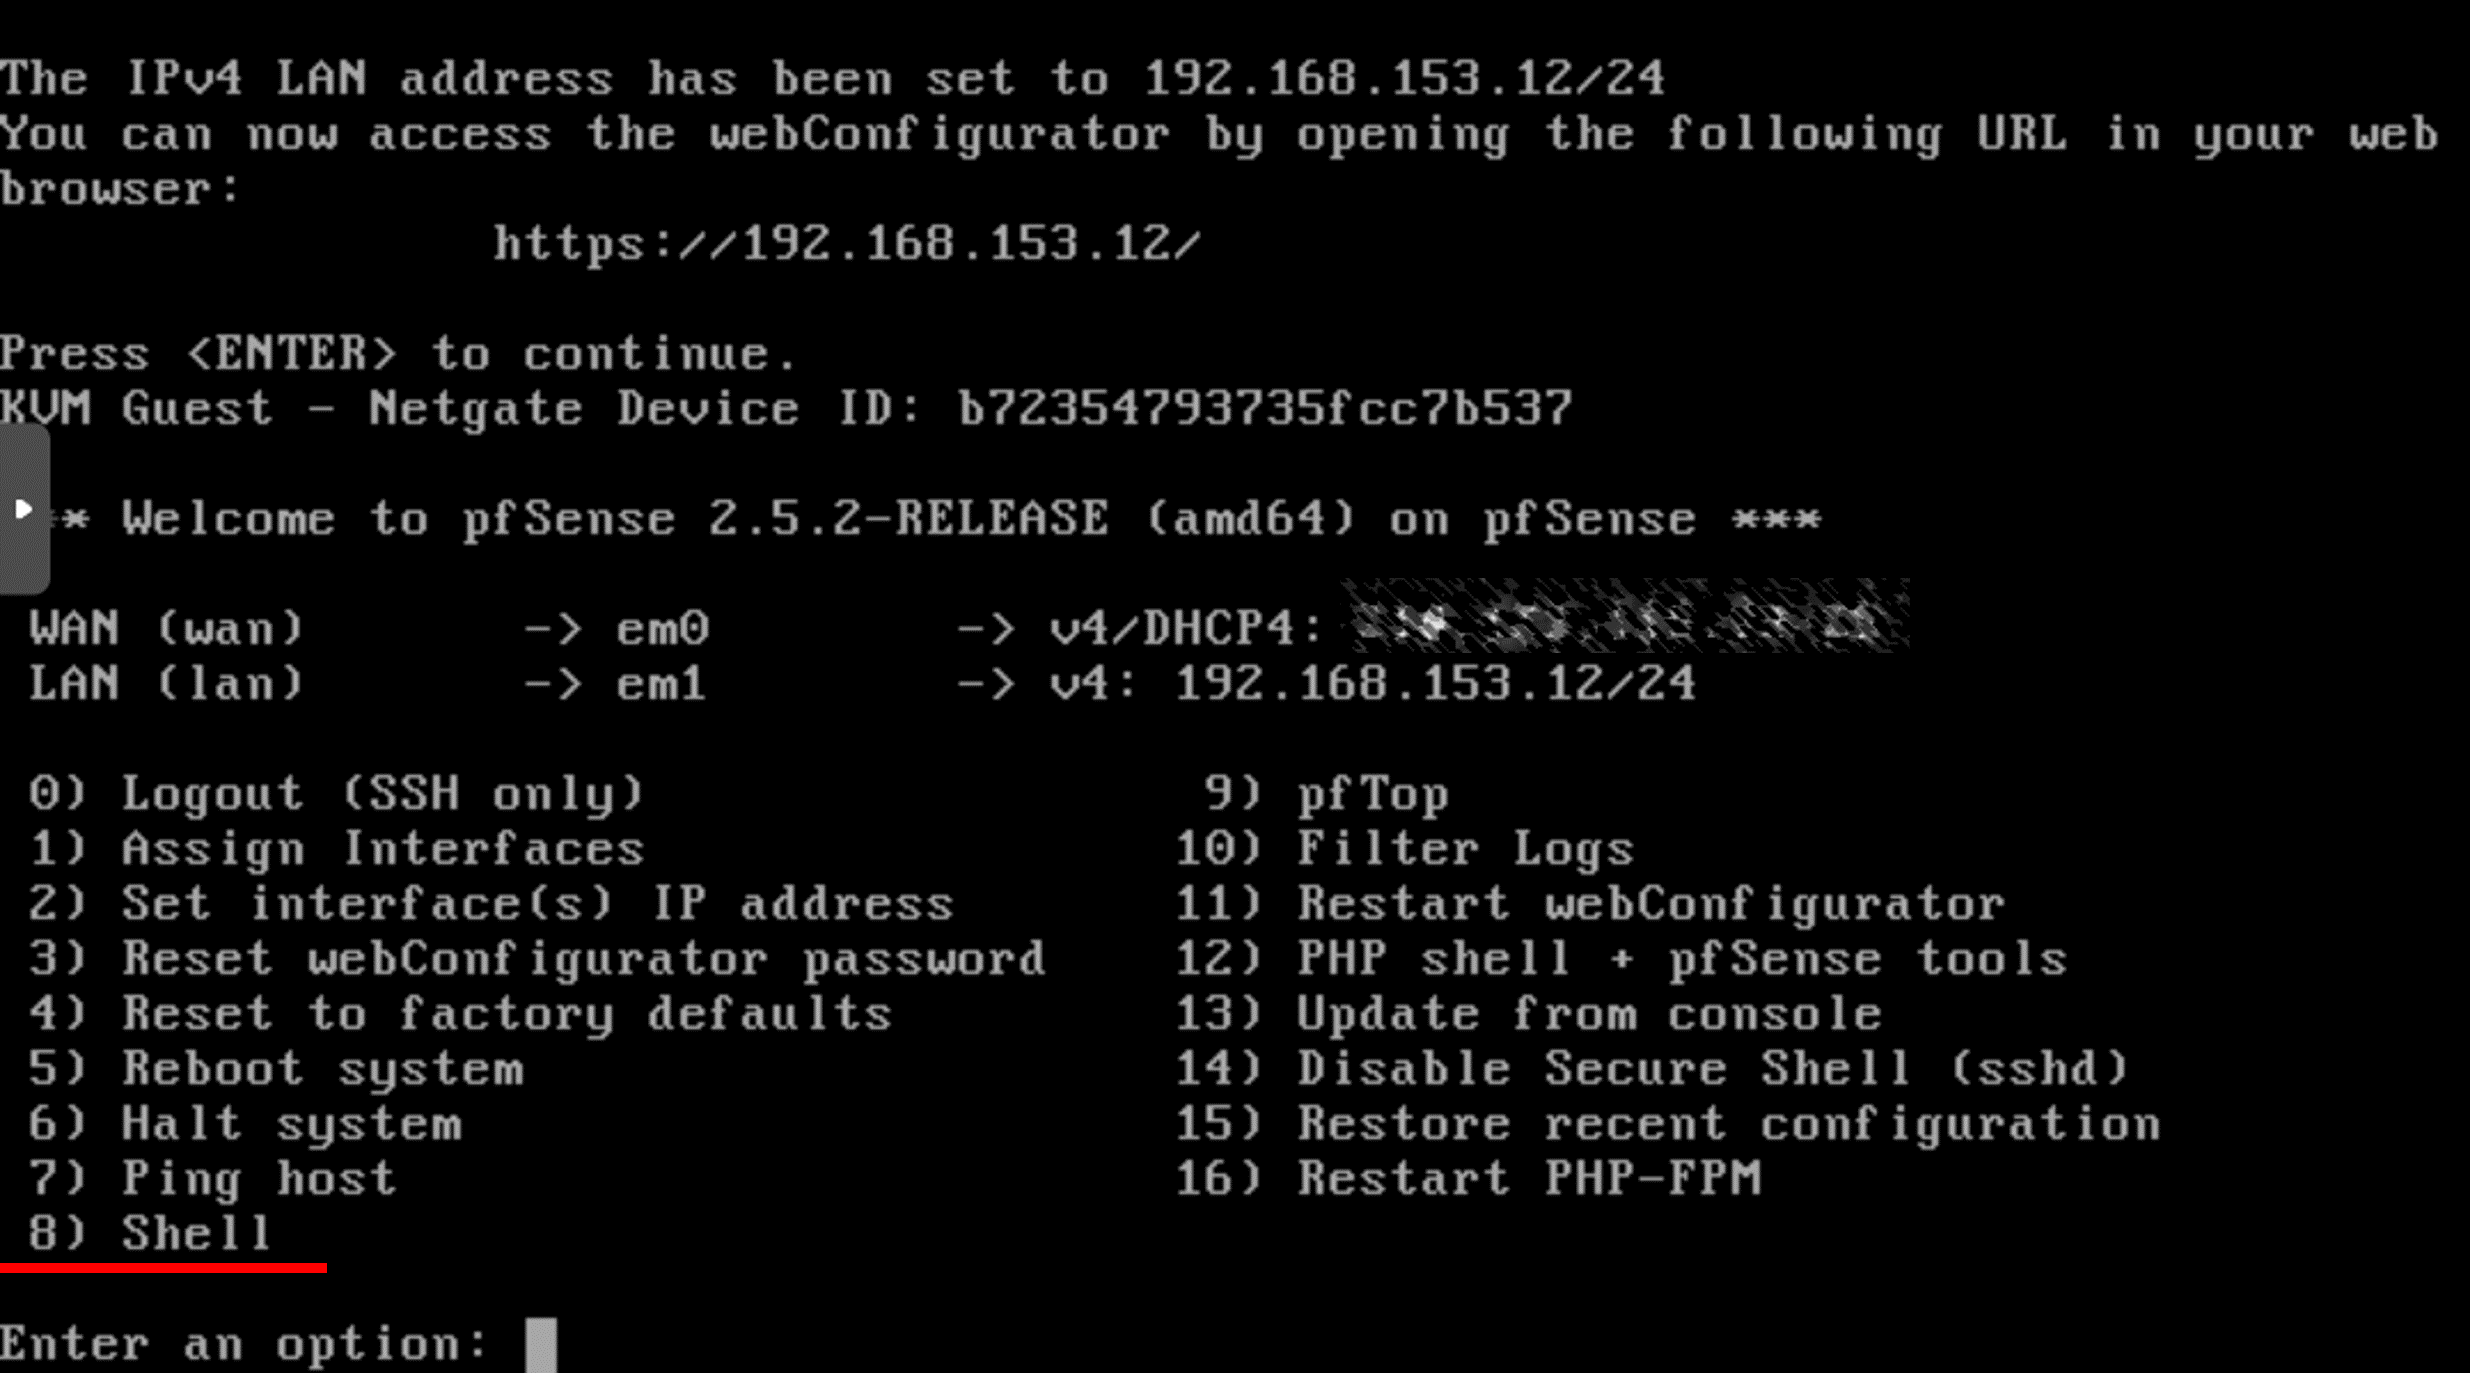 The IPv4 LAN address has been set to 192.168.153.12/24
You can now access the webConfigurator by opening the following URL in your web
browser:
https://192.168.153.12/
Press <ENTER> to continue.
KVM Guest - Netgate Device ID: b72354793735fcc7b537
* Welcome to pfSense 2.5.2-RELEASE (amd64) on pfSense ***
WAN (wan) -> em0 -> v4/DHCP4:
LAN (lan) -> em1 -> v4: 192.168.153.12/24
0) Logout (SSH only) 9) pfTop
1) Assign Interfaces 10) Filter Logs
2) Set interface(s) IP address 11) Restart webConfigurator
3) Reset webConfigurator password 12) PHP shell + pfSense tools
4) Reset to factory defaults 13) Update from console
5) Reboot system 14) Disable Secure Shell (sshd)
6) Halt system 15) Restore recent configuration
7) Ping host 16) Restart PHP-FPM
8) Shell
Enter an option: